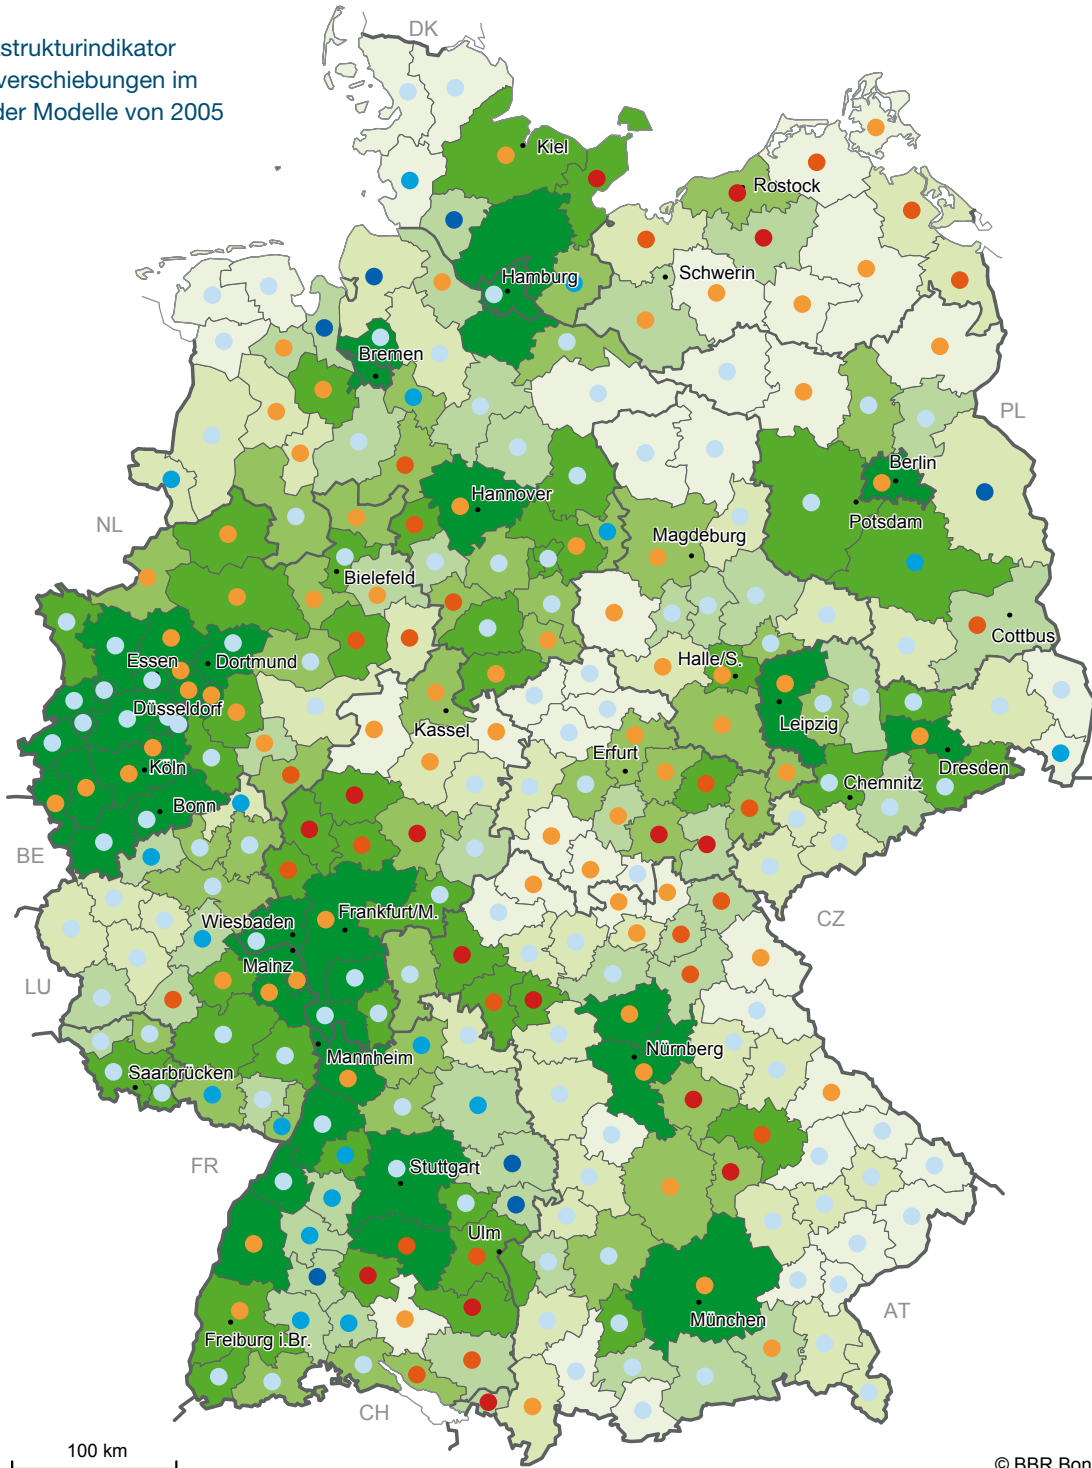 strukturindikator
verschiebungen im
der Modelle von 2005
DK
Kiel
Rostock
Schwerin
Hamburg
Bremen
PL
Berlin
Hannover
Potsdam
NL
Magdeburg
Bielefeld
Cottbus
Essen
Dortmund
Halle/S.
Düsseldorf
Leipzig
Kassel
Erfurt
Dresden
Köln
Chemnitz
Bonn
BE
Wiesbaden
Frankfurt/M.
CZ
Mainz
LU
Mannheim
Nürnberg
Saarbrücken
FR
Stuttgart
Ulm
München
AT
Freiburg i.Br.
CH
100 km
© BBR Bon